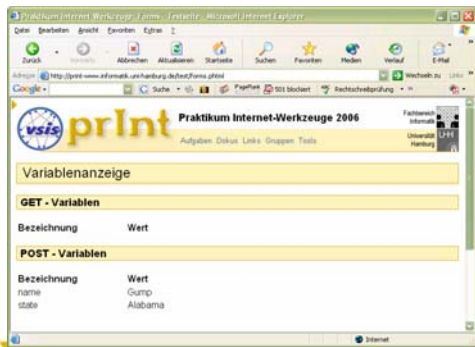 Praktikum Internet-Werkzeuge: Forms - Testseite - Microsoft Internet Explorer
Datei Bearbeiten Ansicht Favoriten Extras ?
Zurück Abbrechen Aktualisieren Startseite Suchen Favoriten Medien Verlauf E-Mail
Adresse http://print-www.informatik.uni-hamburg.de/test/forms.phtml Wechseln zu Links
Google Suche PageRank 501 blockiert Rechtschreibprüfung
vsis prInt Praktikum Internet-Werkzeuge 2006
Fachbereich
Informatik
Aufgaben Dokus Links Gruppen Tools
Universität
Hamburg
Variablenanzeige
GET - Variablen
Bezeichnung Wert
POST - Variablen
Bezeichnung Wert
name Gump
state Alabama
Internet